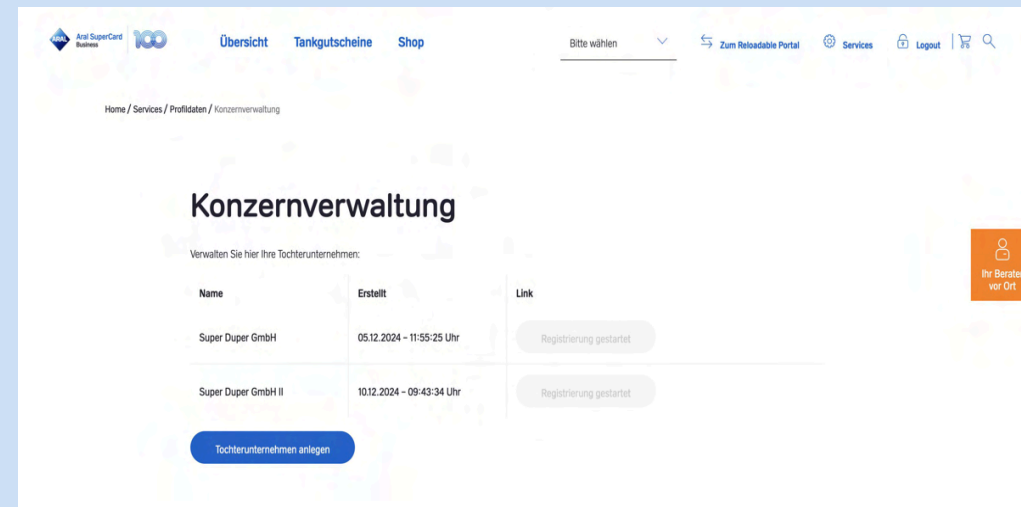 ARAL
Aral SuperCard
Business
100
Übersicht
Tankgutscheine
Shop
Bitte wählen
Zum Reloadable Portal
Services
Logout
Home / Services / Profildaten / Konzernverwaltung
Konzernverwaltung
Verwalten Sie hier Ihre Tochterunternehmen:
Name Erstellt Link
Super Duper GmbH 05.12.2024 – 11:55:25 Uhr Registrierung gestartet
Super Duper GmbH II 10.12.2024 – 09:43:34 Uhr Registrierung gestartet
Tochterunternehmen anlegen
Ihr Berater
vor Ort